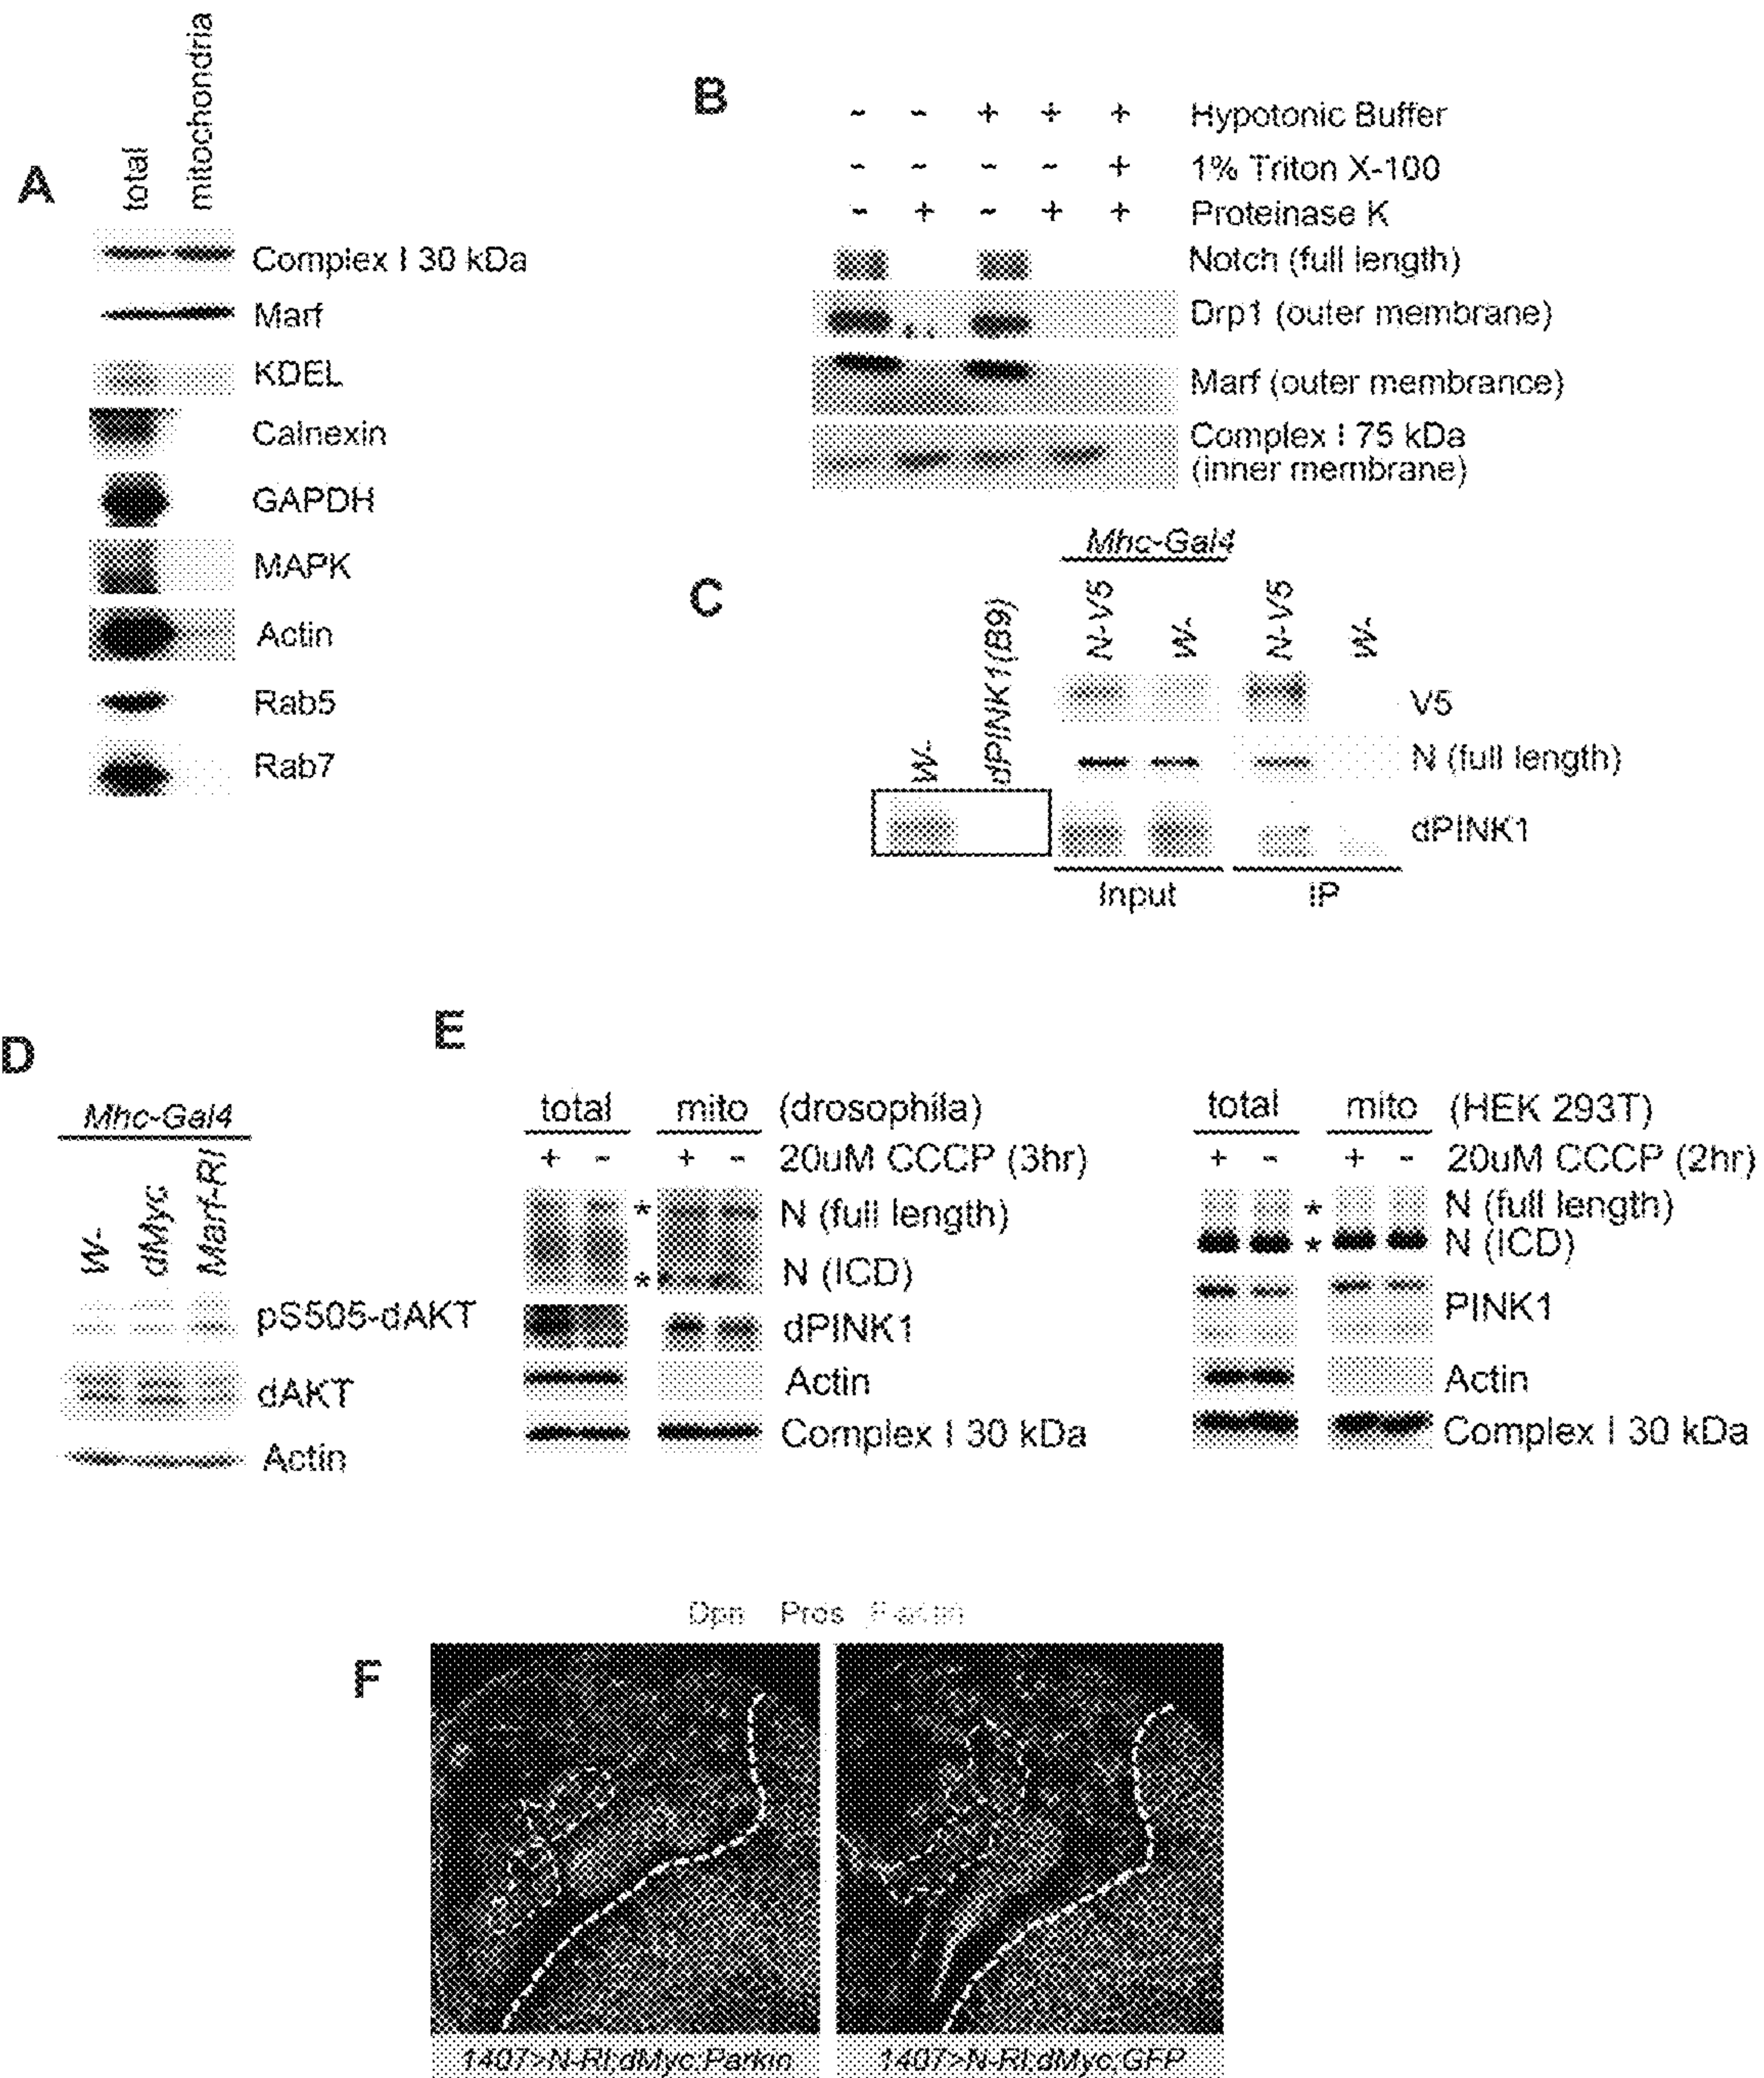 A
total
mitochondria
Complex I 30 kDa
Marf
KDEL
Calnexin
GAPDH
MAPK
Actin
Rab5
Rab7
B
- - + + + Hypotonic Buffer
- - - - + 1% Triton X-100
- + - + + Proteinase K
Notch (full length)
Drp1 (outer membrane)
Marf (outer membrance)
Complex I 75 kDa
(inner membrane)
C
Mhc-Gal4
W- dPINK1(B9) N-V5 W- N-V5 W-
V5
N (full length)
dPINK1
Input IP
D
Mhc-Gal4
W- dMyc Marf-RI
pS505-dAKT
dAKT
Actin
E
total mito (drosophila)
+ - + - 20uM CCCP (3hr)
* N (full length)
* N (ICD)
dPINK1
Actin
Complex I 30 kDa
total mito (HEK 293T)
+ - + - 20uM CCCP (2hr)
* N (full length)
* N (ICD)
PINK1
Actin
Complex I 30 kDa
F
Dpn Pros F-actin
1407>N-RI;dMyc;Parkin
1407>N-RI;dMyc;GFP